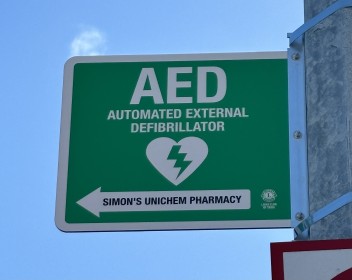 AED
AUTOMATED EXTERNAL
DEFIBRILLATOR
SIMON'S UNICHEM PHARMACY